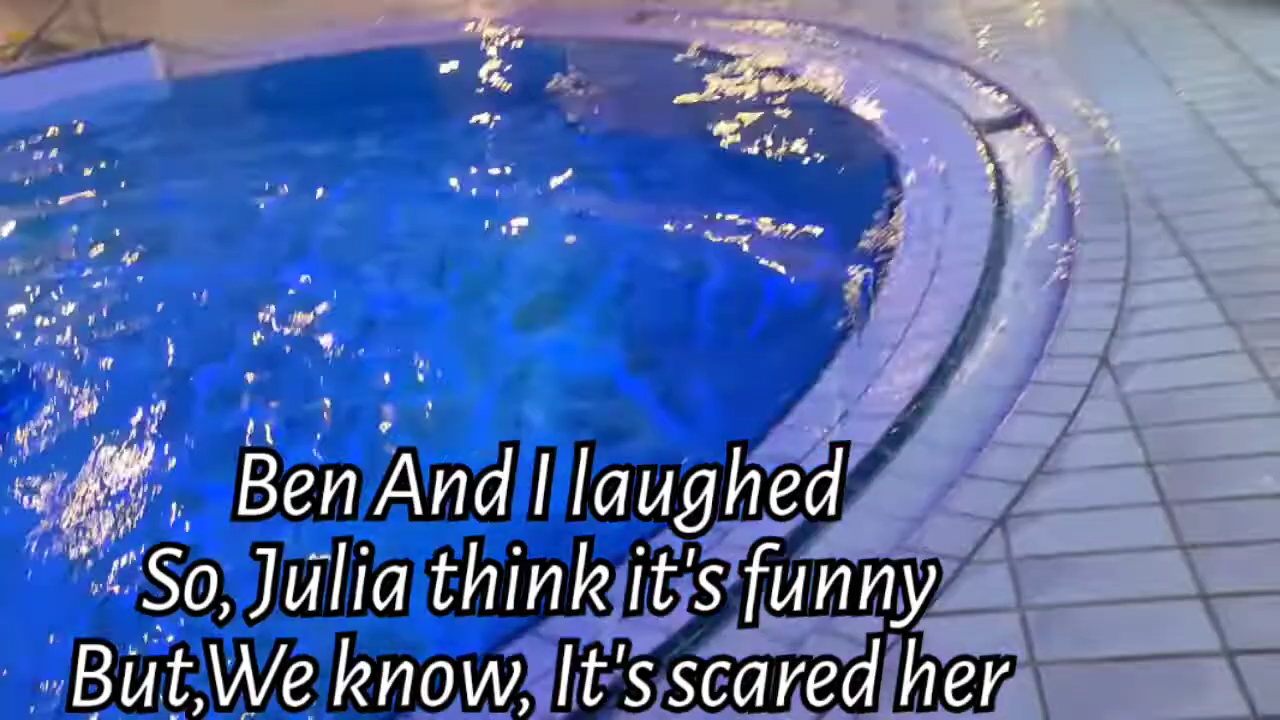 Ben And I laughed
So, Julia think it's funny
But,We know, It's scared her